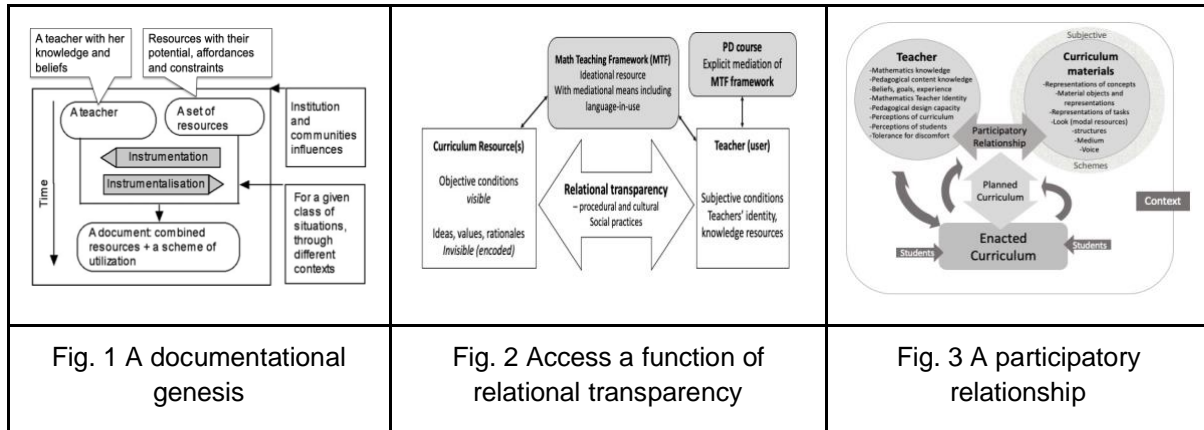 A teacher with her
knowledge and
beliefs
Resources with their
potential, affordances
and constraints
A teacher
A set of
resources
Institution
and
communities
influences
Instrumentation
Instrumentalisation
Time
For a given
class of
situations,
through
different
contexts
A document: combined
resources + a scheme of
utilization
Math Teaching Framework (MTF)
Ideational resource
With mediational means including
language-in-use
PD course
Explicit mediation of
MTF framework
Curriculum Resource(s)
Objective conditions
visible
Ideas, values, rationales
Invisible (encoded)
Relational transparency
– procedural and cultural
Social practices
Teacher (user)
Subjective conditions
Teachers' identity,
knowledge resources
Subjective
Teacher
-Mathematics knowledge
-Pedagogical content knowledge
-Beliefs, goals, experience
-Mathematics Teacher Identity
-Pedagogical design capacity
-Perceptions of curriculum
-Perceptions of students
-Tolerance for discomfort
Curriculum
materials
-Representations of concepts
-Material objects and
representations
-Representations of tasks
-Look (modal resources)
-structures
-Medium
-Voice
Schemes
Participatory
Relationship
Planned
Curriculum
Context
Enacted
Curriculum
Students
Students
Fig. 1 A documentational
genesis
Fig. 2 Access a function of
relational transparency
Fig. 3 A participatory
relationship